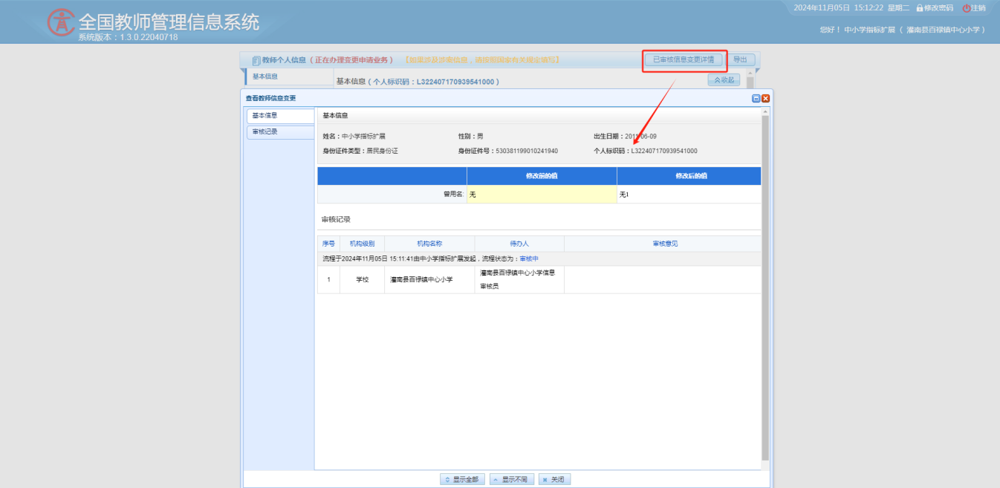 2024年11月05日 15:12:22 星期二 修改密码 注销
全国教师管理信息系统
系统版本：1.3.0.22040718
您好！ 中小学指标扩展 （ 灌南县百禄镇中心小学 ）
教师个人信息（正在办理变更申请业务） 【如果涉及涉密信息，请按照国家有关规定填写】 已审核信息变更详情 导出
基本信息
基本信息（个人标识码：L322407170939541000） 收起
查看教师信息变更
基本信息
审核记录
基本信息
姓名：中小学指标扩展 性别：男 出生日期：2011-06-09
身份证件类型：居民身份证 身份证件号：530381199010241940 个人标识码：L322407170939541000
修改前的值 修改后的值
曾用名: 无 无1
审核记录
序号 机构级别 机构名称 待办人 审核意见
流程于2024年11月05日 15:11:41由中小学指标扩展发起，流程状态为：审核中
1 学校 灌南县百禄镇中心小学 灌南县百禄镇中心小学信息
审核员
显示全部 显示不同 关闭